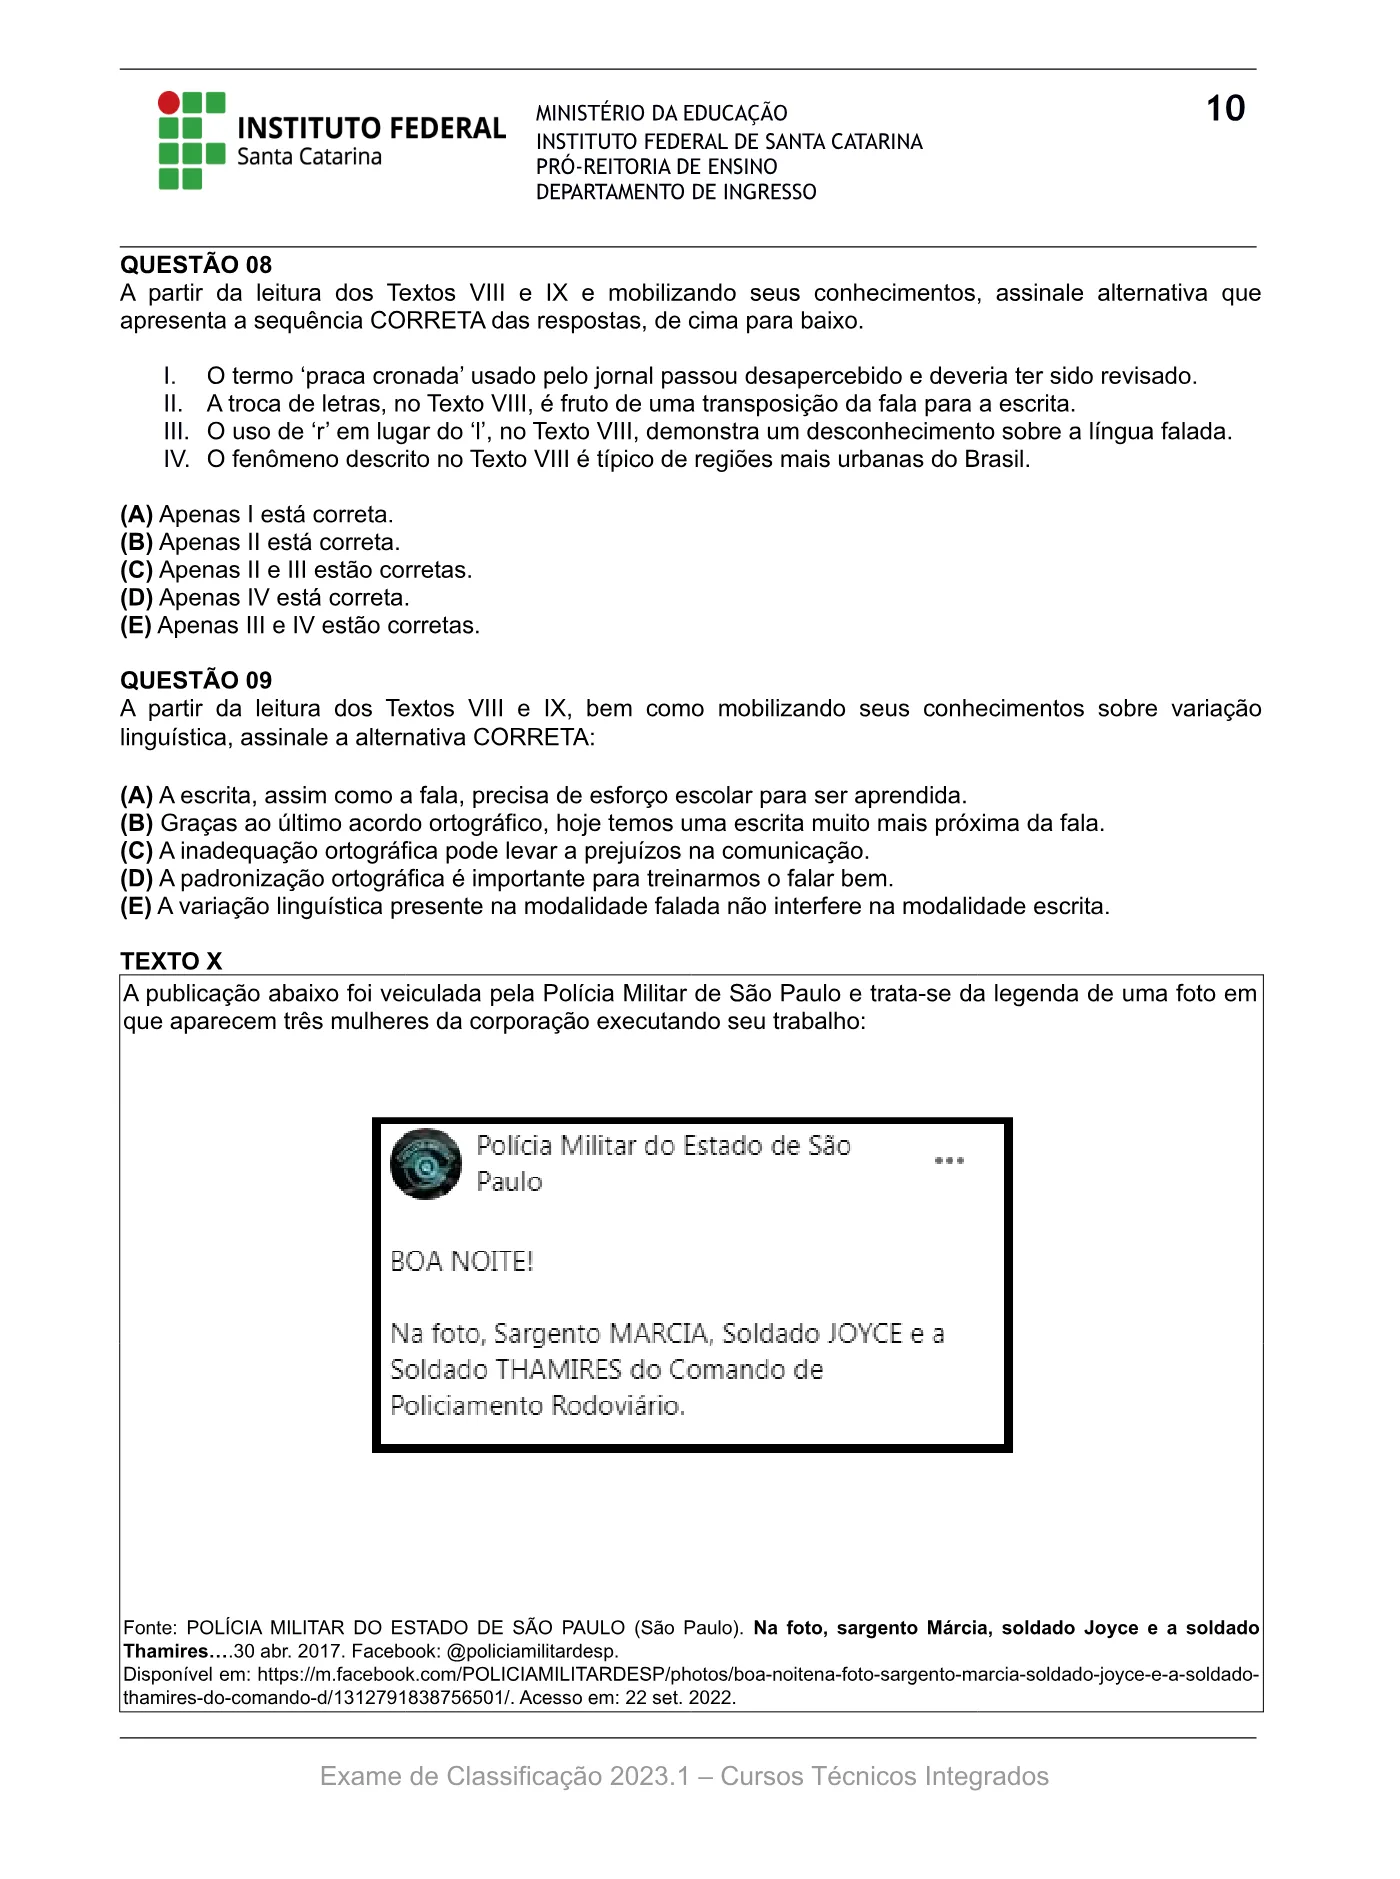 INSTITUTO FEDERAL
Santa Catarina
MINISTÉRIO DA EDUCAÇÃO
INSTITUTO FEDERAL DE SANTA CATARINA
PRÓ-REITORIA DE ENSINO
DEPARTAMENTO DE INGRESSO
10
QUESTÃO 08
A partir da leitura dos Textos VIII e IX e mobilizando seus conhecimentos, assinale alternativa que
apresenta a sequência CORRETA das respostas, de cima para baixo.
I. O termo ‘praca cronada’ usado pelo jornal passou desapercebido e deveria ter sido revisado.
II. A troca de letras, no Texto VIII, é fruto de uma transposição da fala para a escrita.
III. O uso de ‘r’ em lugar do ‘l’, no Texto VIII, demonstra um desconhecimento sobre a língua falada.
IV. O fenômeno descrito no Texto VIII é típico de regiões mais urbanas do Brasil.
(A) Apenas I está correta.
(B) Apenas II está correta.
(C) Apenas II e III estão corretas.
(D) Apenas IV está correta.
(E) Apenas III e IV estão corretas.
QUESTÃO 09
A partir da leitura dos Textos VIII e IX, bem como mobilizando seus conhecimentos sobre variação
linguística, assinale a alternativa CORRETA:
(A) A escrita, assim como a fala, precisa de esforço escolar para ser aprendida.
(B) Graças ao último acordo ortográfico, hoje temos uma escrita muito mais próxima da fala.
(C) A inadequação ortográfica pode levar a prejuízos na comunicação.
(D) A padronização ortográfica é importante para treinarmos o falar bem.
(E) A variação linguística presente na modalidade falada não interfere na modalidade escrita.
TEXTO X
A publicação abaixo foi veiculada pela Polícia Militar de São Paulo e trata-se da legenda de uma foto em
que aparecem três mulheres da corporação executando seu trabalho:
Polícia Militar do Estado de São
Paulo
BOA NOITE!
Na foto, Sargento MARCIA, Soldado JOYCE e a
Soldado THAMIRES do Comando de
Policiamento Rodoviário.
Fonte: POLÍCIA MILITAR DO ESTADO DE SÃO PAULO (São Paulo). Na foto, sargento Márcia, soldado Joyce e a soldado
Thamires….30 abr. 2017. Facebook: @policiamilitardesp.
Disponível em: https://m.facebook.com/POLICIAMILITARDESP/photos/boa-noitena-foto-sargento-marcia-soldado-joyce-e-a-soldado-
thamires-do-comando-d/1312791838756501/. Acesso em: 22 set. 2022.
Exame de Classificação 2023.1 – Cursos Técnicos Integrados